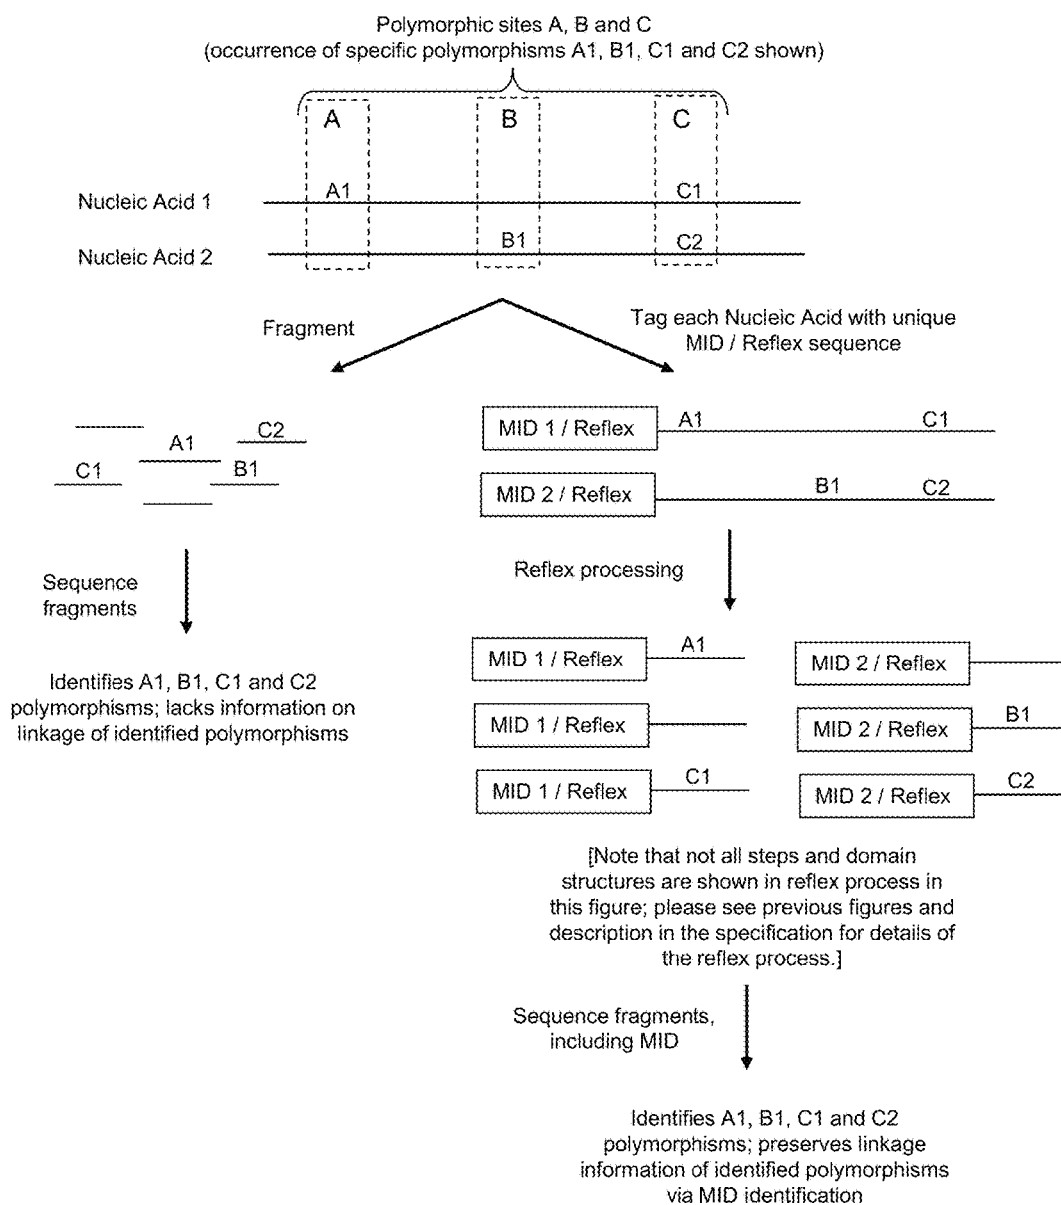 Polymorphic sites A, B and C
(occurrence of specific polymorphisms A1, B1, C1 and C2 shown)
A
B
C
Nucleic Acid 1
A1
C1
Nucleic Acid 2
B1
C2
Fragment
Tag each Nucleic Acid with unique
MID / Reflex sequence
C2
A1
C1
B1
Sequence
fragments
Identifies A1, B1, C1 and C2
polymorphisms; lacks information on
linkage of identified polymorphisms
MID 1 / Reflex
A1
C1
MID 2 / Reflex
B1
C2
Reflex processing
MID 1 / Reflex
A1
MID 2 / Reflex
MID 1 / Reflex
MID 2 / Reflex
B1
MID 1 / Reflex
C1
MID 2 / Reflex
C2
[Note that not all steps and domain
structures are shown in reflex process in
this figure; please see previous figures and
description in the specification for details of
the reflex process.]
Sequence fragments,
including MID
Identifies A1, B1, C1 and C2
polymorphisms; preserves linkage
information of identified polymorphisms
via MID identification